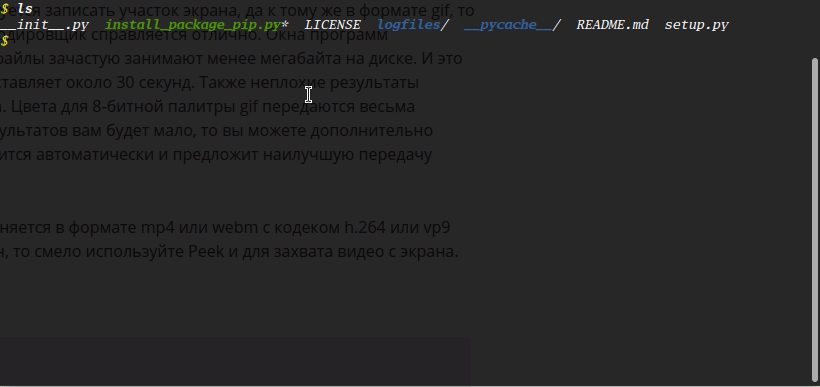 $ ls
__init__.py install_package_pip.py* LICENSE logfiles/ __pycache__/ README.md setup.py
$
записать участок экрана, да к тому же в формате gif, то
справляется отлично. Окна программ
файлы зачастую занимают менее мегабайта на диске. И это
ставляет около 30 секунд. Также неплохие результаты
. Цвета для 8-битной палитры gif передаются весьма
ультатов вам будет мало, то вы можете дополнительно
ится автоматически и предложит наилучшую передачу
няется в формате mp4 или webm с кодеком h.264 или vp9
, то смело используйте Peek и для захвата видео с экрана.